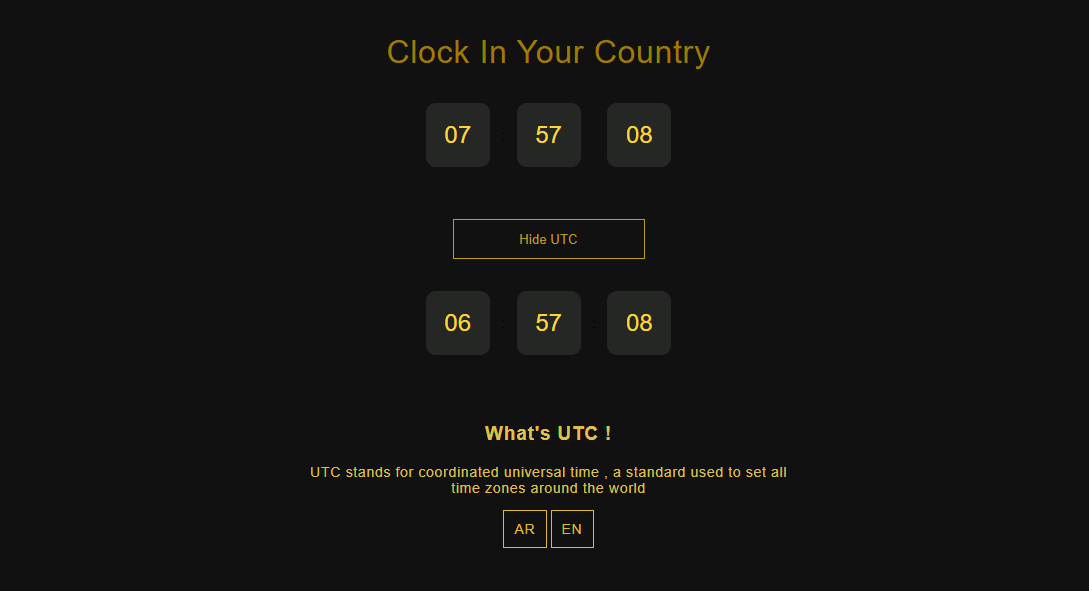 Clock In Your Country
07 : 57 : 08
Hide UTC
06 : 57 : 08
What's UTC !
UTC stands for coordinated universal time , a standard used to set all
time zones around the world
AR EN